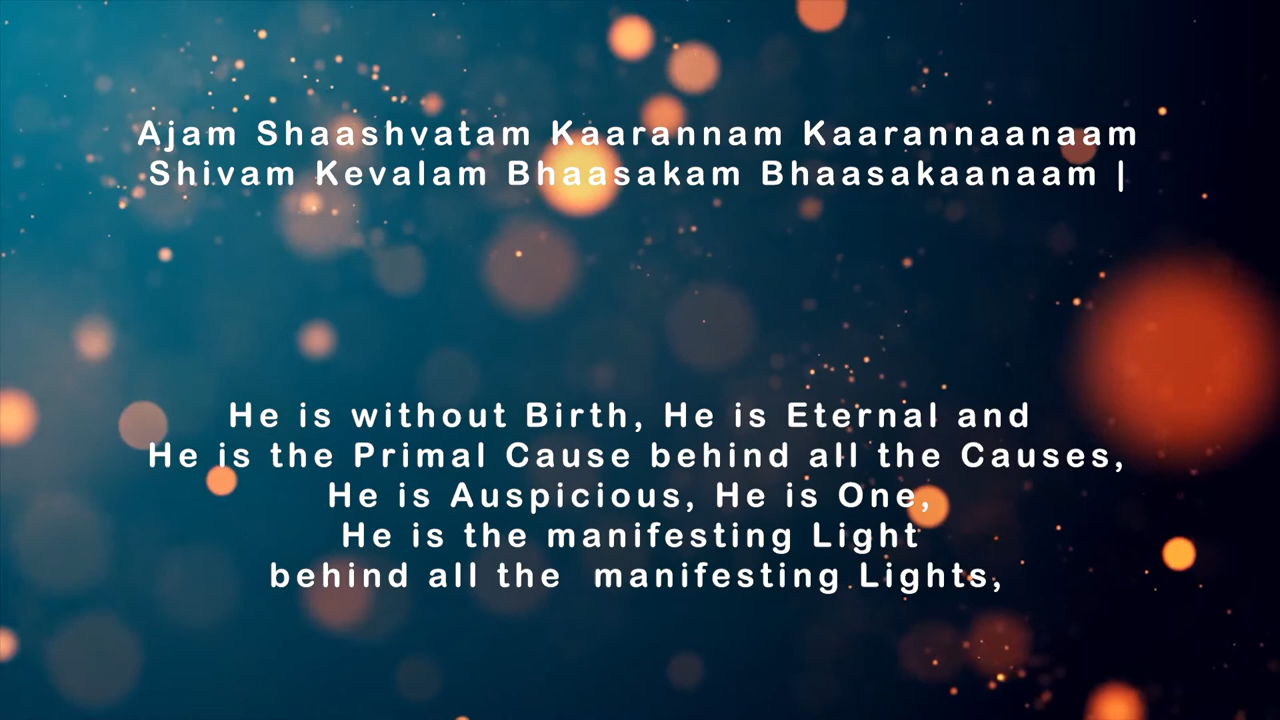 Ajam Shaashvatam Kaarannam Kaarannaanaam
Shivam Kevalam Bhaasakam Bhaasakaanaam |
He is without Birth, He is Eternal and
He is the Primal Cause behind all the Causes,
He is Auspicious, He is One,
He is the manifesting Light
behind all the  manifesting Lights,